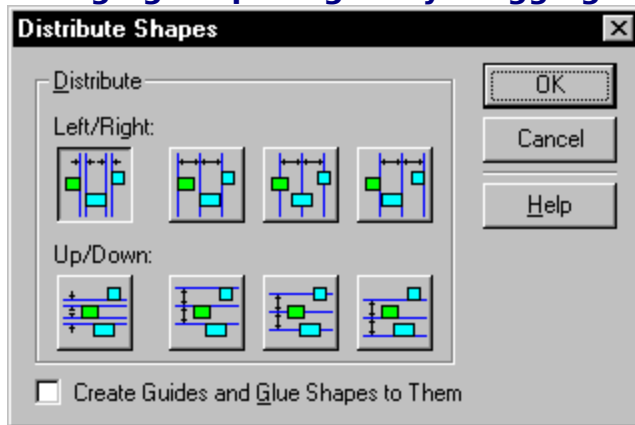 Distribute Shapes
Distribute
OK
Left/Right:
Cancel
Help
Up/Down:
Create Guides and Glue Shapes to Them